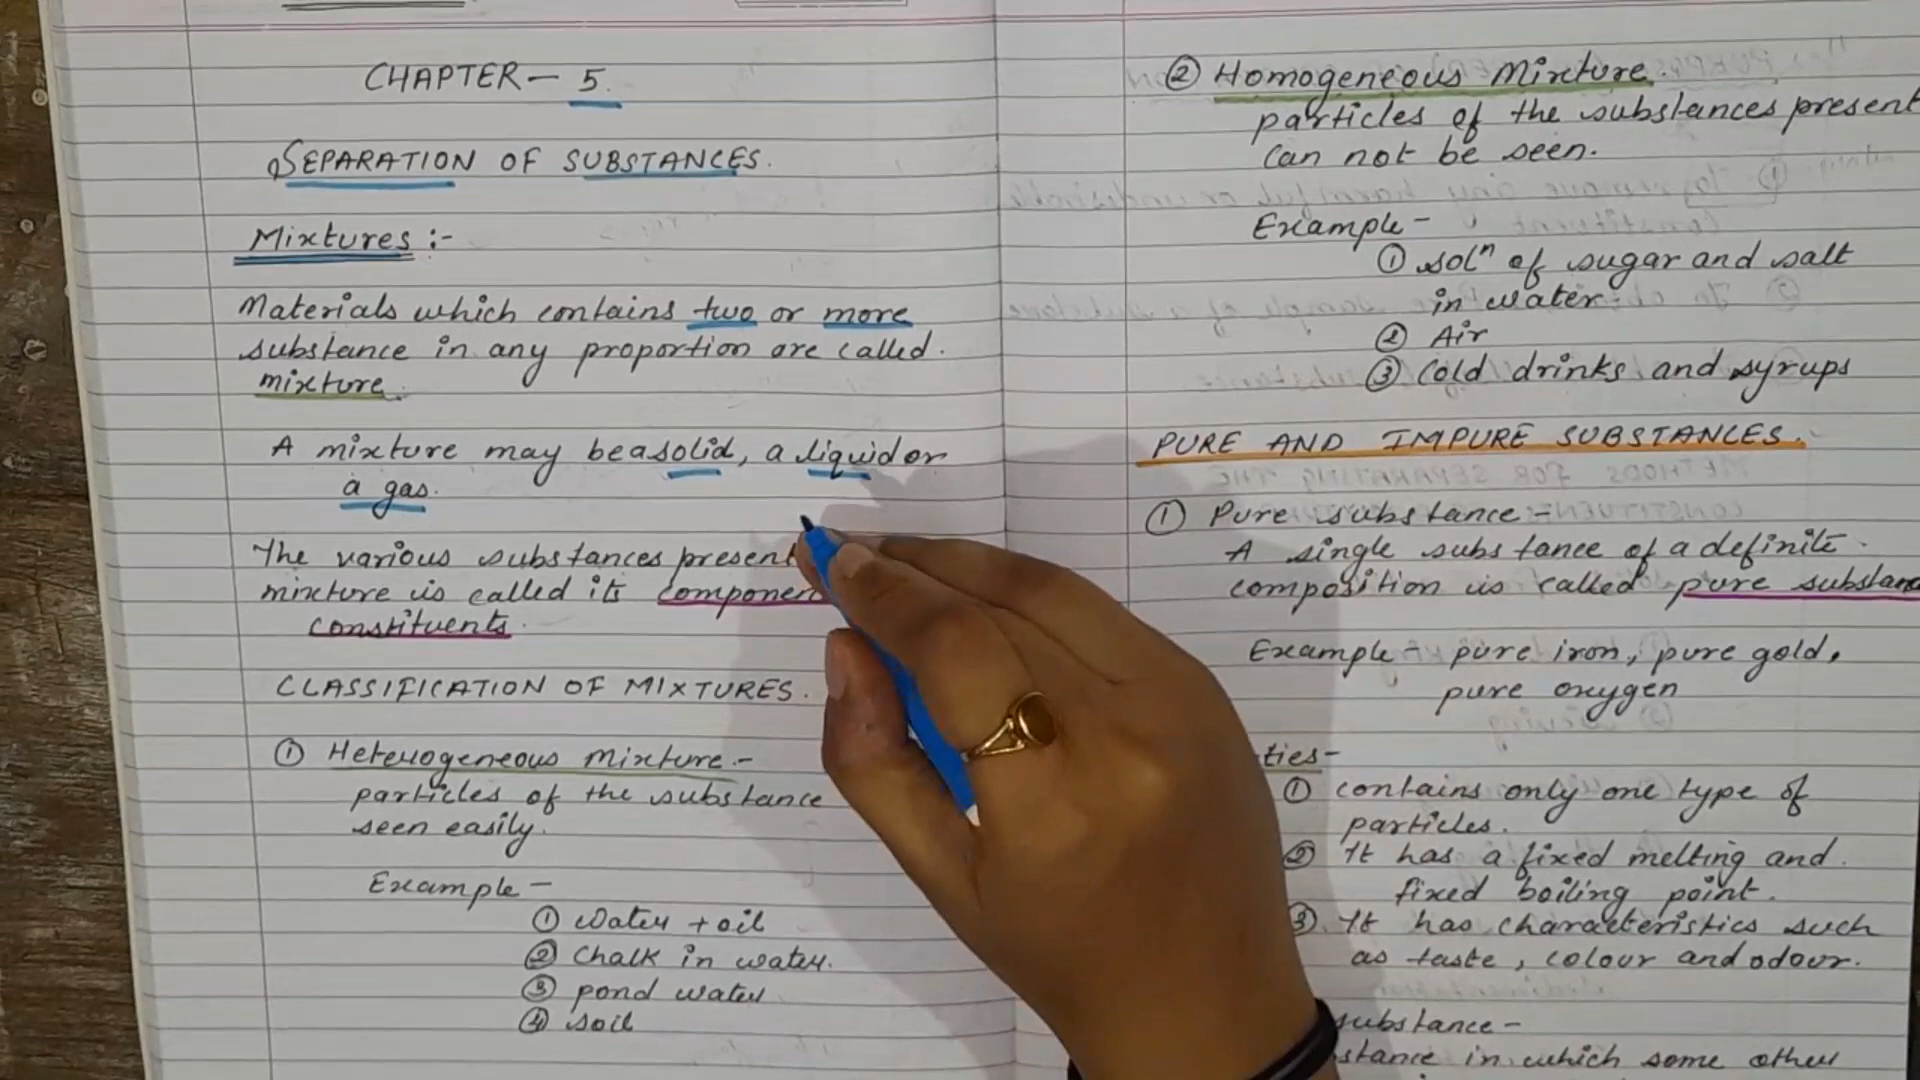 CHAPTER - 5.
SEPARATION OF SUBSTANCES.
Mixtures :-
Materials which contains two or more
substance in any proportion are called.
mixture.
A mixture may be a solid, a liquid or
a gas.
The various substances present
mixture is called its componen
constituents.
CLASSIFICATION OF MIXTURES.
① Heterogeneous Mixture.-
particles of the substance
seen easily.
Example -
① Water + oil
② Chalk in water.
③ pond water
④ soil
② Homogeneous Mixture.
particles of the substances present
can not be seen.
Example -
① solⁿ of sugar and salt
in water.
② Air
③ Cold drinks and syrups
PURE AND IMPURE SUBSTANCES.
① Pure substance:-
A single substance of a definite.
composition is called pure substanc
Example - pure iron, pure gold,
pure oxygen
ties-
① contains only one type of
particles.
② It has a fixed melting and.
fixed boiling point.
③ It has characteristics such
as taste, colour and odour.
substance -
stance in which some other